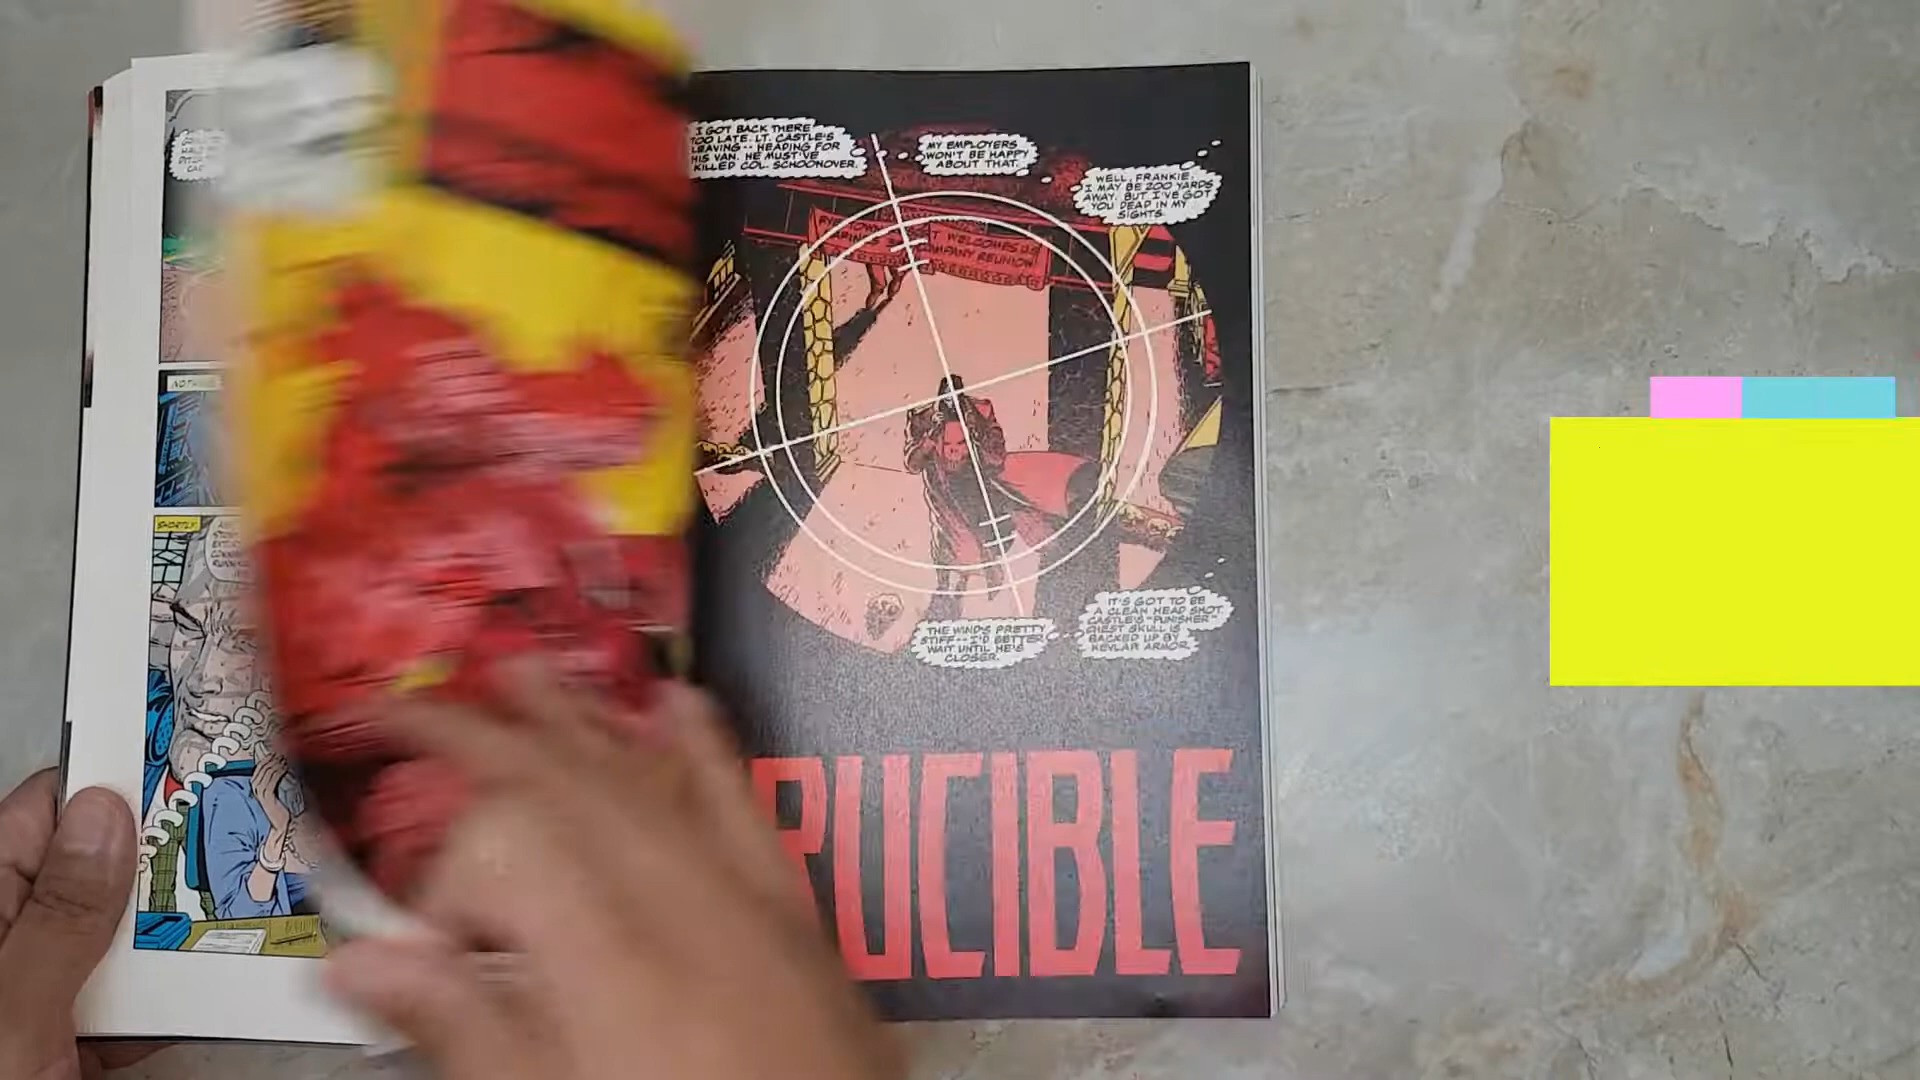 I GOT BACK THERE
TOO LATE. LT. CASTLE'S
LEAVING -- HEADING FOR
HIS VAN. HE MUST'VE
KILLED COL. SCHOONOVER.
MY EMPLOYERS
WON'T BE HAPPY
ABOUT THAT.
WELL, FRANKIE,
I MAY BE 200 YARDS
AWAY, BUT I'VE GOT
YOU DEAD IN MY
SIGHTS.
WELCOMES
COMPANY REUNION
THE WIND'S PRETTY
STIFF -- I'D BETTER
WAIT UNTIL HE'S
CLOSER.
IT'S GOT TO BE
A CLEAN HEAD SHOT.
CASTLE'S "PUNISHER"
CHEST SKULL IS
BACKED UP BY
KEVLAR ARMOR.
SHORTLY:
RUCIBLE